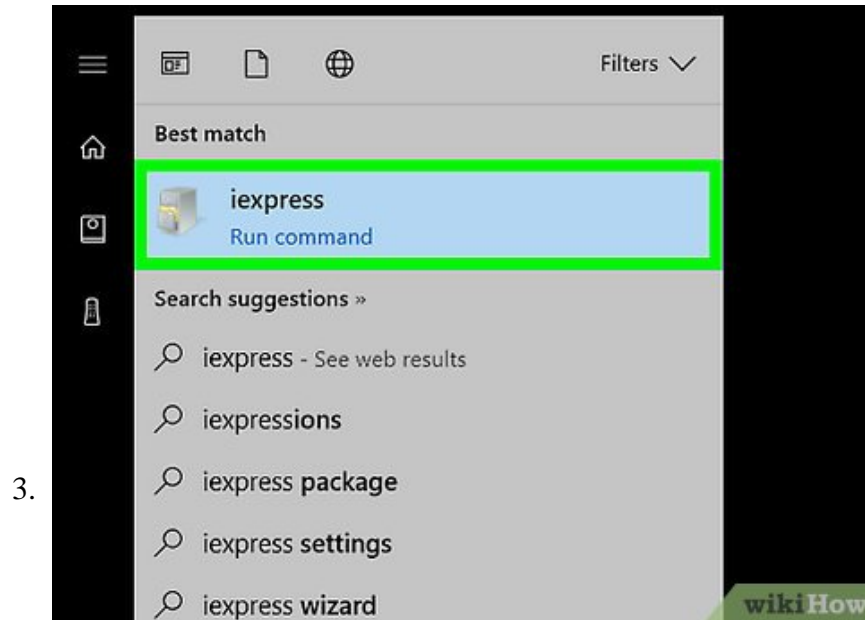 Filters
Best match
iexpress
Run command
Search suggestions »
iexpress - See web results
iexpressions
iexpress package
3.
iexpress settings
iexpress wizard
wikiHow